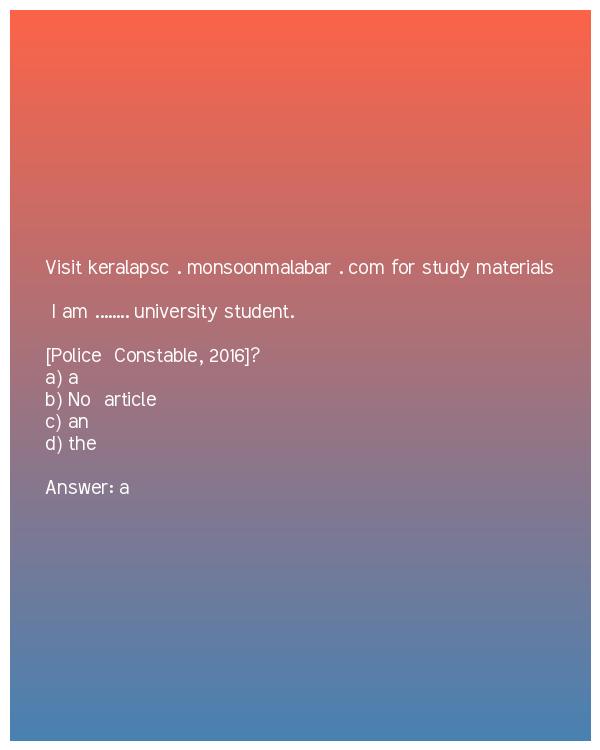 Visit keralapsc . monsoonmalabar . com for study materials
I am ........ university student.
[Police Constable, 2016]?
a) a
b) No article
c) an
d) the
Answer: a